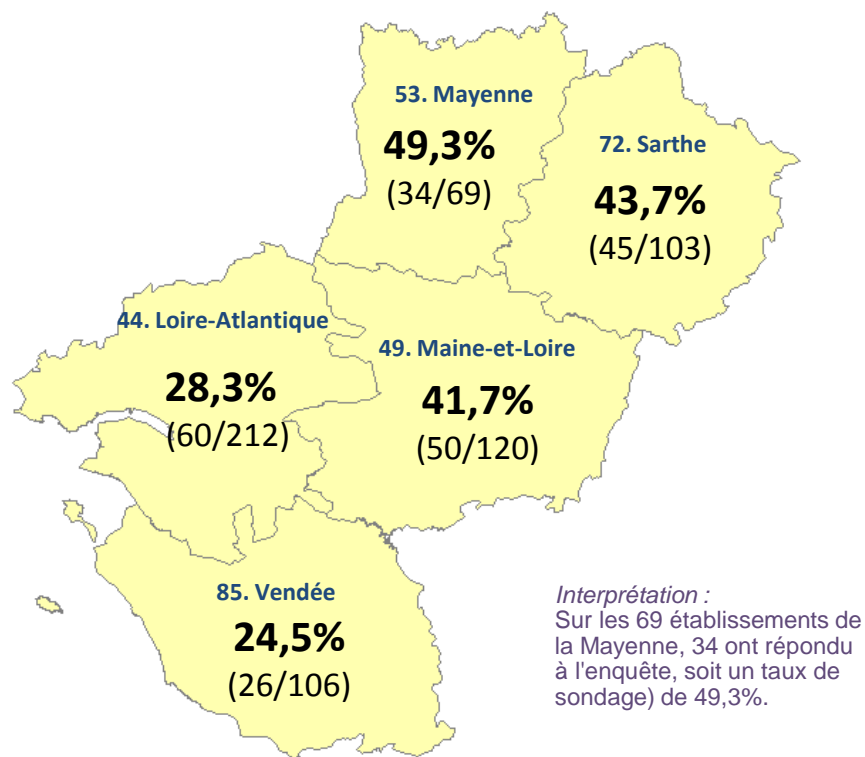 53. Mayenne
49,3%
(34/69)
72. Sarthe
43,7%
(45/103)
44. Loire-Atlantique
28,3%
(60/212)
49. Maine-et-Loire
41,7%
(50/120)
85. Vendée
24,5%
(26/106)
Interprétation :
Sur les 69 établissements de
la Mayenne, 34 ont répondu
à l'enquête, soit un taux de
sondage) de 49,3%.